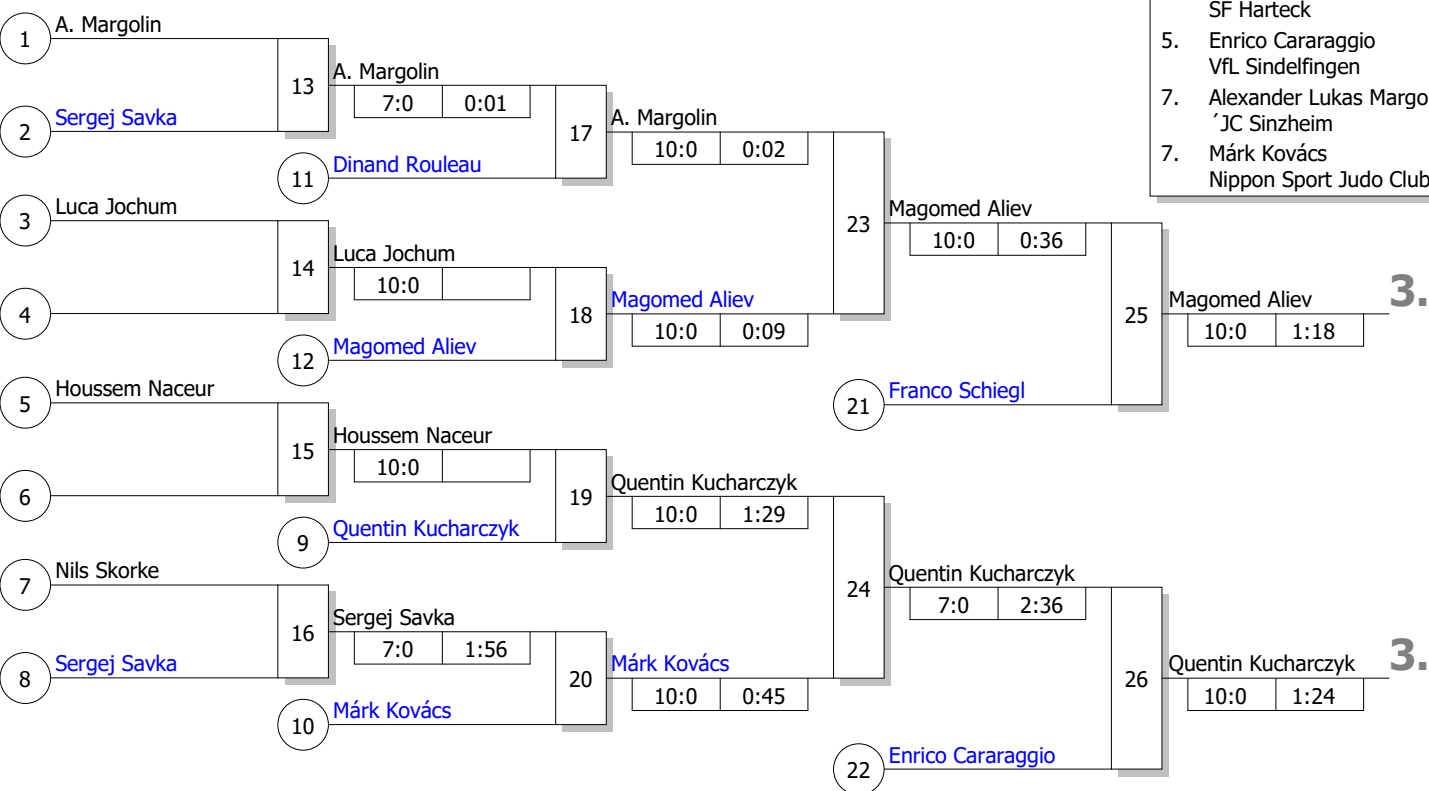 SF Harteck
5. Enrico Cararaggio
VfL Sindelfingen
7. Alexander Lukas Margo
´JC Sinzheim
7. Márk Kovács
Nippon Sport Judo Club
1 A. Margolin
13
2 Sergej Savka
A. Margolin
7:0 0:01
17
11 Dinand Rouleau
A. Margolin
10:0 0:02
3 Luca Jochum
14
4
Luca Jochum
10:0
18
12 Magomed Aliev
Magomed Aliev
10:0 0:09
23
Magomed Aliev
10:0 0:36
25
21 Franco Schiegl
Magomed Aliev 3.
10:0 1:18
5 Houssem Naceur
15
6
Houssem Naceur
10:0
19
9 Quentin Kucharczyk
Quentin Kucharczyk
10:0 1:29
7 Nils Skorke
16
8 Sergej Savka
Sergej Savka
7:0 1:56
20
10 Márk Kovács
Márk Kovács
10:0 0:45
24
Quentin Kucharczyk
7:0 2:36
26
22 Enrico Cararaggio
Quentin Kucharczyk 3.
10:0 1:24